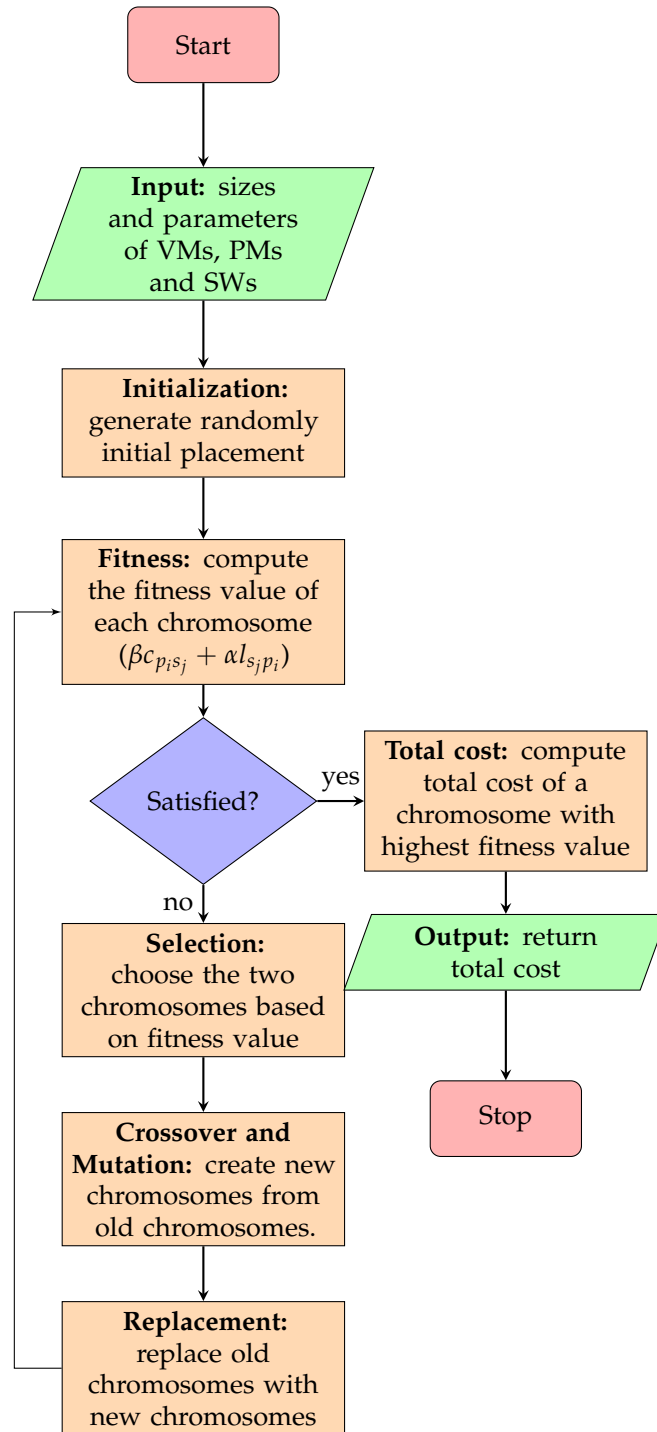 Start
Input: sizes
and parameters
of VMs, PMs
and SWs
Initialization:
generate randomly
initial placement
Fitness: compute
the fitness value of
each chromosome
(βc_{p_i s_j} + αl_{s_j p_i})
Satisfied?
yes
Total cost: compute
total cost of a
chromosome with
highest fitness value
Output: return
total cost
Stop
no
Selection:
choose the two
chromosomes based
on fitness value
Crossover and
Mutation: create new
chromosomes from
old chromosomes.
Replacement:
replace old
chromosomes with
new chromosomes